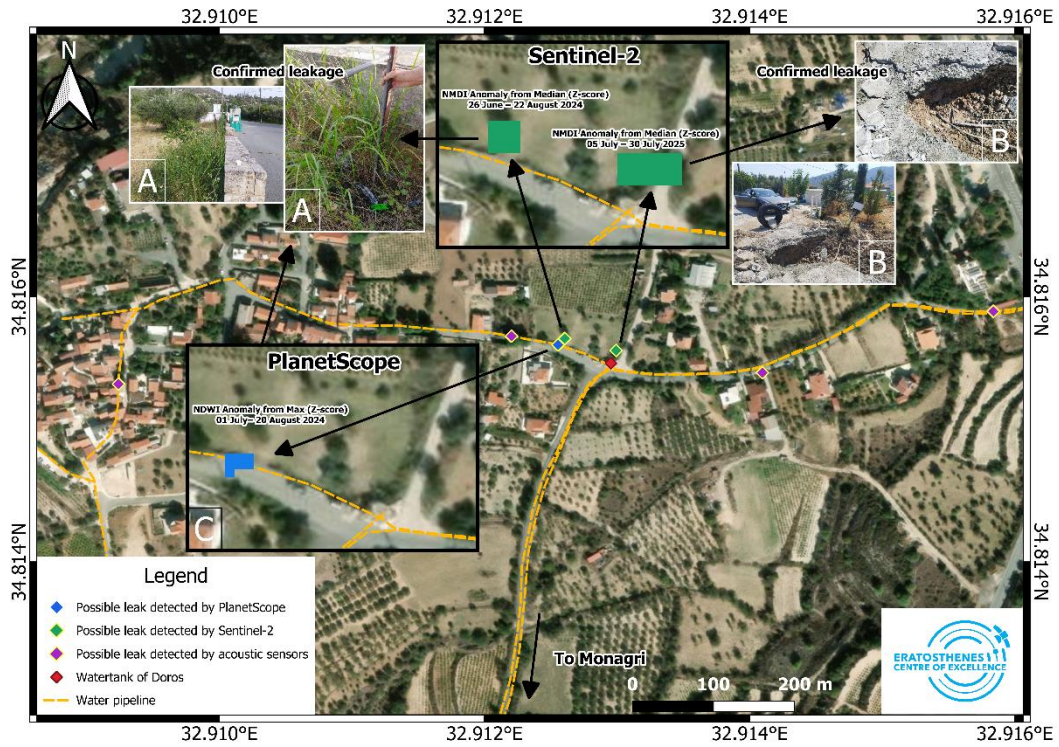 32.910°E
32.912°E
32.914°E
32.916°E
N
Confirmed leakage
Sentinel-2
Confirmed leakage
NMDI Anomaly from Median (Z-score)
26 June – 22 August 2024
NMDI Anomaly from Median (Z-score)
05 July – 30 July 2025
A
A
B
B
34.816°N
34.816°N
PlanetScope
NDWI Anomaly from Max (Z-score)
01 July– 20 August 2024
C
34.814°N
34.814°N
Legend
Possible leak detected by PlanetScope
Possible leak detected by Sentinel-2
Possible leak detected by acoustic sensors
Watertank of Doros
Water pipeline
To Monagri
0 100 200 m
ERATOSTHENES
CENTRE OF EXCELLENCE
32.910°E
32.912°E
32.914°E
32.916°E